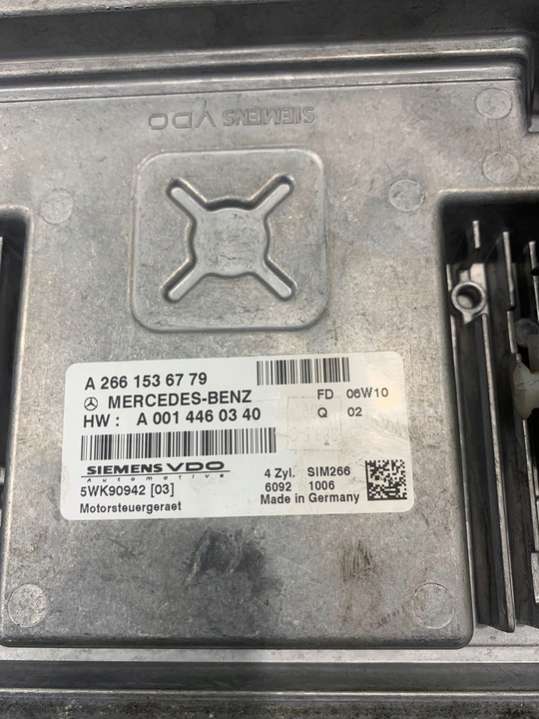 SIEMENS VDO
A 266 153 67 79
MERCEDES-BENZ
FD 06W10
HW : A 001 446 03 40
Q 02
SIEMENS VDO
Automotive
4 Zyl. SIM266
5WK90942 [03]
6092 1006
Motorsteuergeraet
Made in Germany